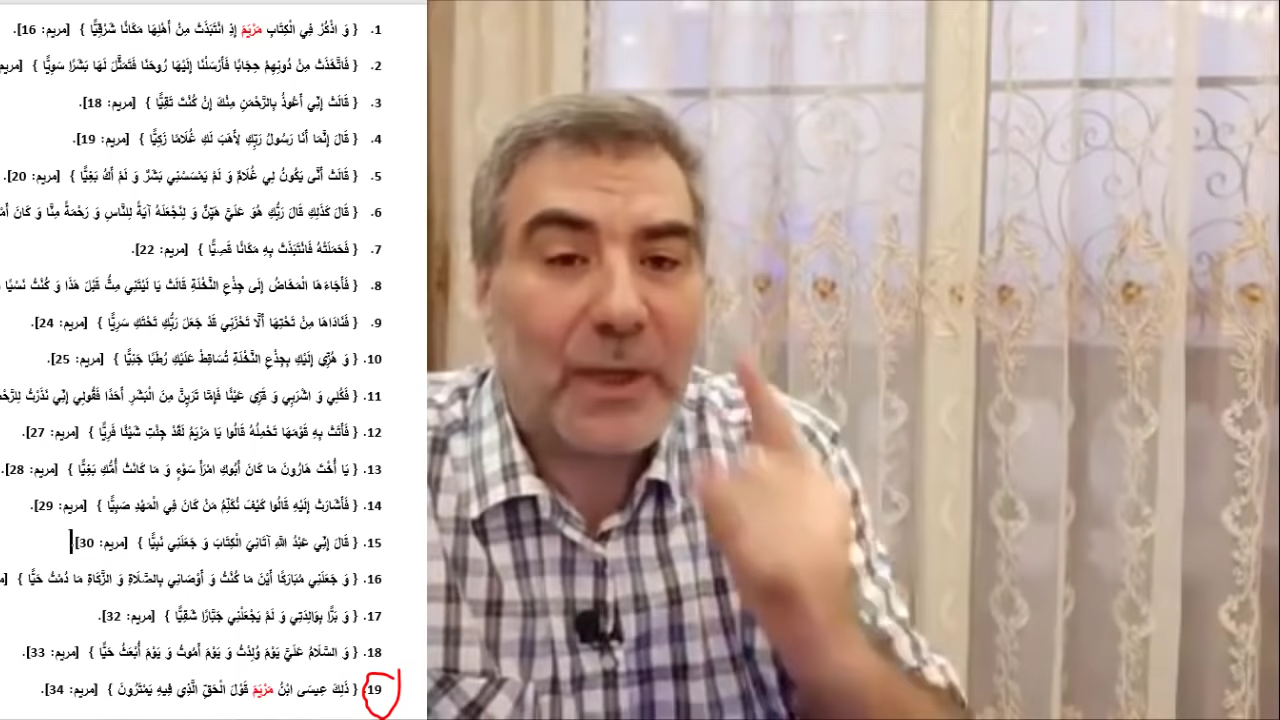 1. { وَ اذْكُرْ فِي الْكِتَابِ مَرْيَمَ إِذِ انْتَبَذَتْ مِنْ أَهْلِهَا مَكَانًا شَرْقِيًّا } [مريم: 16].
2. { فَاتَّخَذَتْ مِنْ دُونِهِمْ حِجَابًا فَأَرْسَلْنَا إِلَيْهَا رُوحَنَا فَتَمَثَّلَ لَهَا بَشَرًا سَوِيًّا } [مريم
3. { قَالَتْ إِنِّي أَعُوذُ بِالرَّحْمَنِ مِنْكَ إِنْ كُنْتَ تَقِيًّا } [مريم: 18].
4. { قَالَ إِنَّمَا أَنَا رَسُولُ رَبِّكِ لِأَهَبَ لَكِ غُلَامًا زَكِيًّا } [مريم: 19].
5. { قَالَتْ أَنَّى يَكُونُ لِي غُلَامٌ وَ لَمْ يَمْسَسْنِي بَشَرٌ وَ لَمْ أَكُ بَغِيًّا } [مريم: 20].
6. { قَالَ كَذَلِكِ قَالَ رَبُّكِ هُوَ عَلَيَّ هَيِّنٌ وَ لِنَجْعَلَهُ آيَةً لِلنَّاسِ وَ رَحْمَةً مِنَّا وَ كَانَ
7. { فَحَمَلَتْهُ فَانْتَبَذَتْ بِهِ مَكَانًا قَصِيًّا } [مريم: 22].
8. { فَأَجَاءَهَا الْمَخَاضُ إِلَى جِذْعِ النَّخْلَةِ قَالَتْ يَا لَيْتَنِي مِتُّ قَبْلَ هَذَا وَ كُنْتُ نَسْيًا
9. { فَنَادَاهَا مِنْ تَحْتِهَا أَلَّا تَحْزَنِي قَدْ جَعَلَ رَبُّكِ تَحْتَكِ سَرِيًّا } [مريم: 24].
10. { وَ هُزِّي إِلَيْكِ بِجِذْعِ النَّخْلَةِ تُسَاقِطْ عَلَيْكِ رُطَبًا جَنِيًّا } [مريم: 25].
11. { فَكُلِي وَ اشْرَبِي وَ قَرِّي عَيْنًا فَإِمَّا تَرَيِنَّ مِنَ الْبَشَرِ أَحَدًا فَقُولِي إِنِّي نَذَرْتُ
12. { فَأَتَتْ بِهِ قَوْمَهَا تَحْمِلُهُ قَالُوا يَا مَرْيَمُ لَقَدْ جِئْتِ شَيْئًا فَرِيًّا } [مريم: 27].
13. { يَا أُخْتَ هَارُونَ مَا كَانَ أَبُوكِ امْرَأَ سَوْءٍ وَ مَا كَانَتْ أُمُّكِ بَغِيًّا } [مريم: 28].
14. { فَأَشَارَتْ إِلَيْهِ قَالُوا كَيْفَ نُكَلِّمُ مَنْ كَانَ فِي الْمَهْدِ صَبِيًّا } [مريم: 29].
15. { قَالَ إِنِّي عَبْدُ اللَّهِ آتَانِيَ الْكِتَابَ وَ جَعَلَنِي نَبِيًّا } [مريم: 30]
16. { وَ جَعَلَنِي مُبَارَكًا أَيْنَ مَا كُنْتُ وَ أَوْصَانِي بِالصَّلَاةِ وَ الزَّكَاةِ مَا دُمْتُ حَيًّا }
17. { وَ بَرًّا بِوَالِدَتِي وَ لَمْ يَجْعَلْنِي جَبَّارًا شَقِيًّا } [مريم: 32].
18. { وَ السَّلَامُ عَلَيَّ يَوْمَ وُلِدْتُ وَ يَوْمَ أَمُوتُ وَ يَوْمَ أُبْعَثُ حَيًّا } [مريم: 33].
19. { ذَلِكَ عِيسَى ابْنُ مَرْيَمَ قَوْلَ الْحَقِّ الَّذِي فِيهِ يَمْتَرُونَ } [مريم: 34].